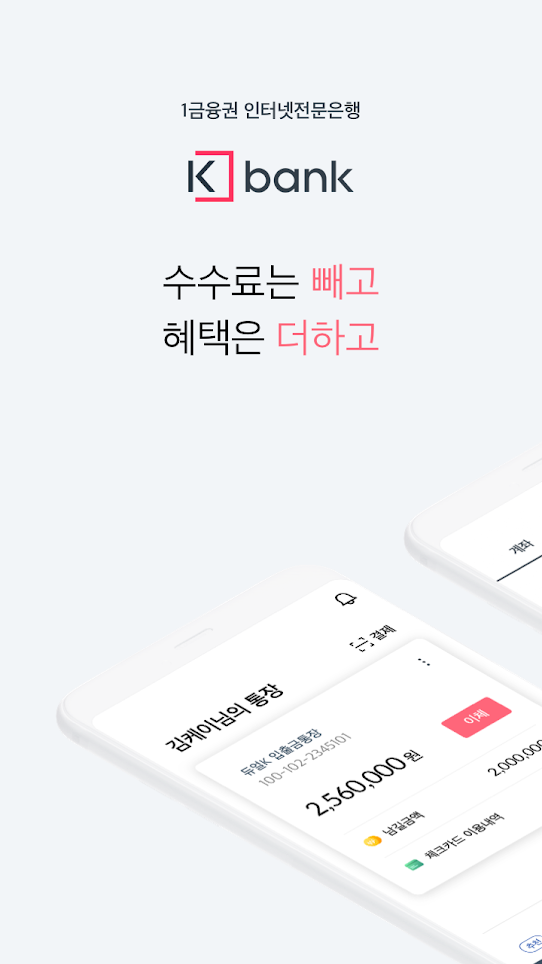 1금융권 인터넷전문은행
K bank
수수료는 빼고
혜택은 더하고
계좌
결제
김케이님의 통장
듀얼K 입출금통장
100-102-2345101
2,560,000원
이체
남길금액
2,000,000
체크카드 이용내역
추천